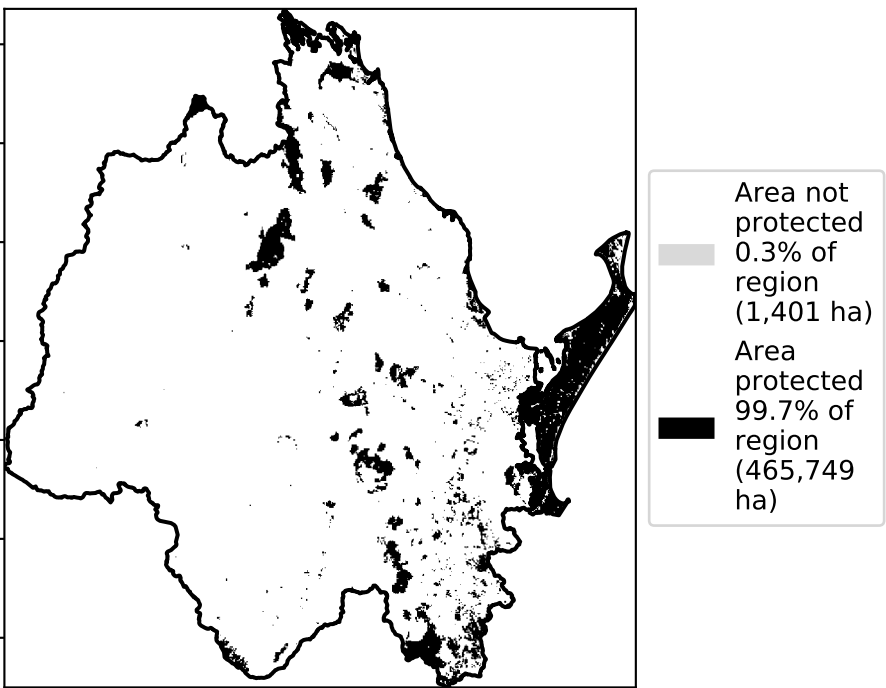 Area not
protected
0.3% of
region
(1,401 ha)
Area
protected
99.7% of
region
(465,749
ha)